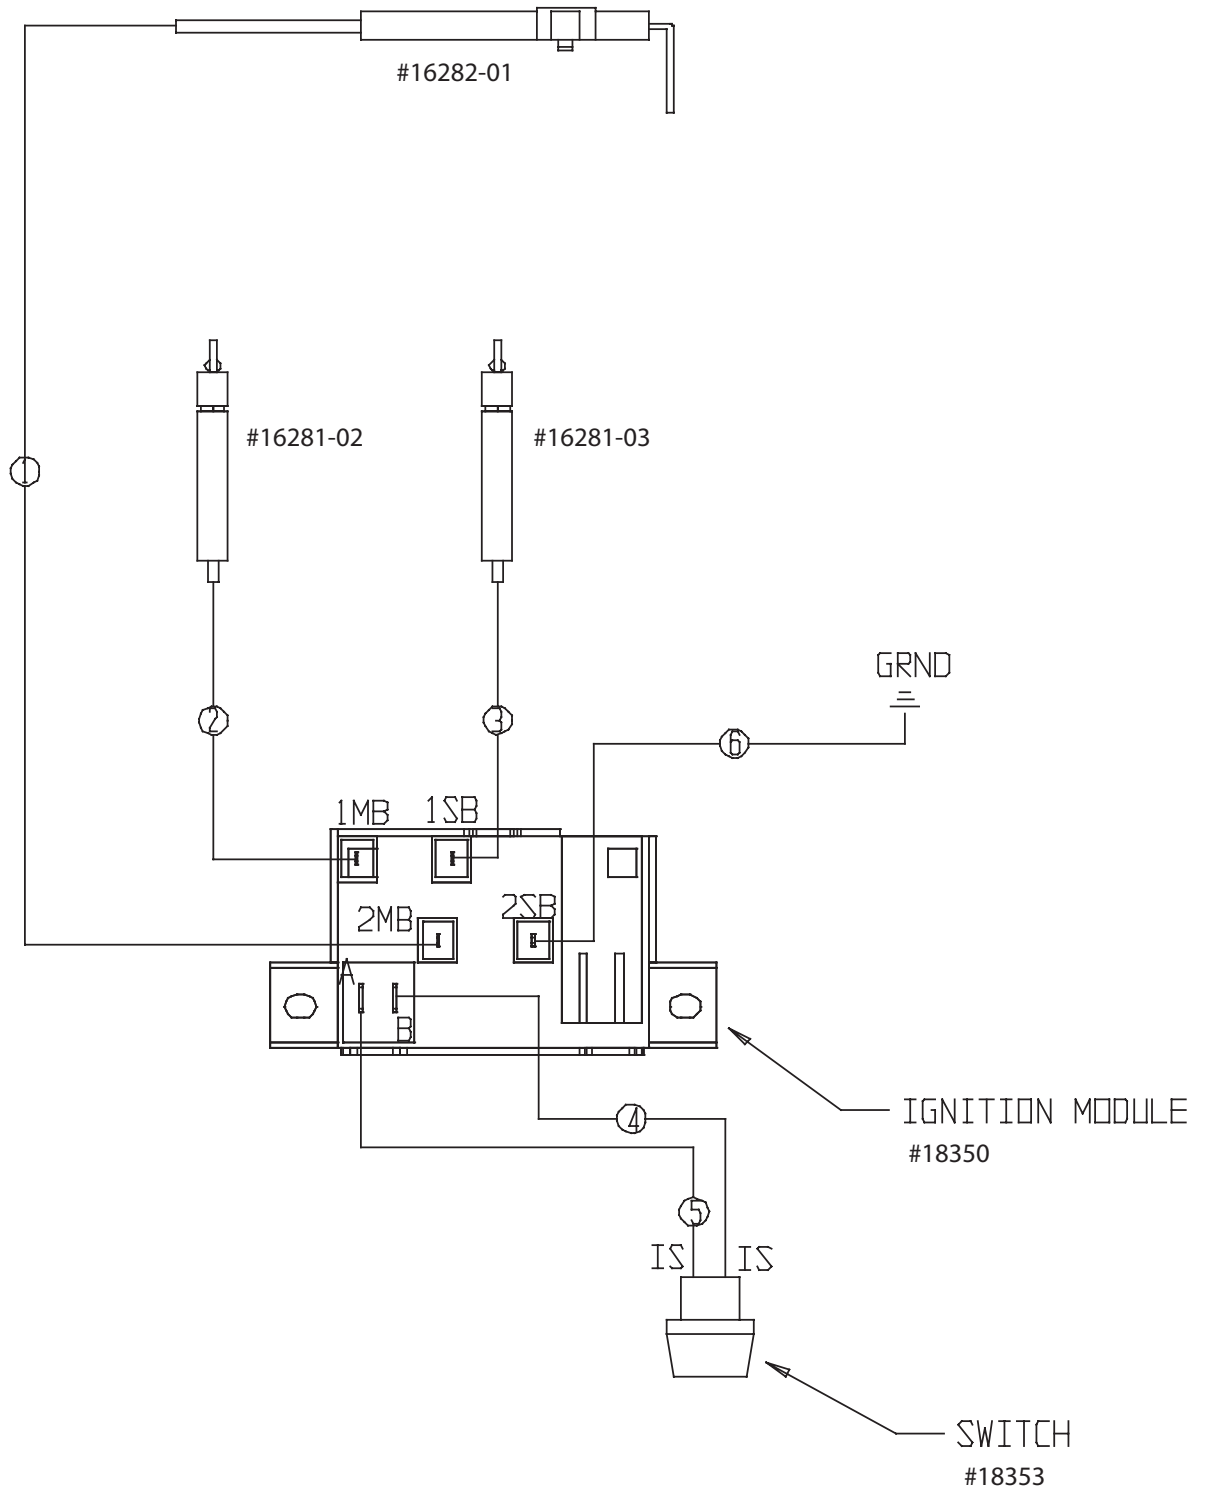 #16282-01
#16281-02
#16281-03
1
GRND
2
3
6
1MB
1SB
2MB
2SB
A
B
IGNITION MODULE
#18350
4
5
IS
IS
SWITCH
#18353